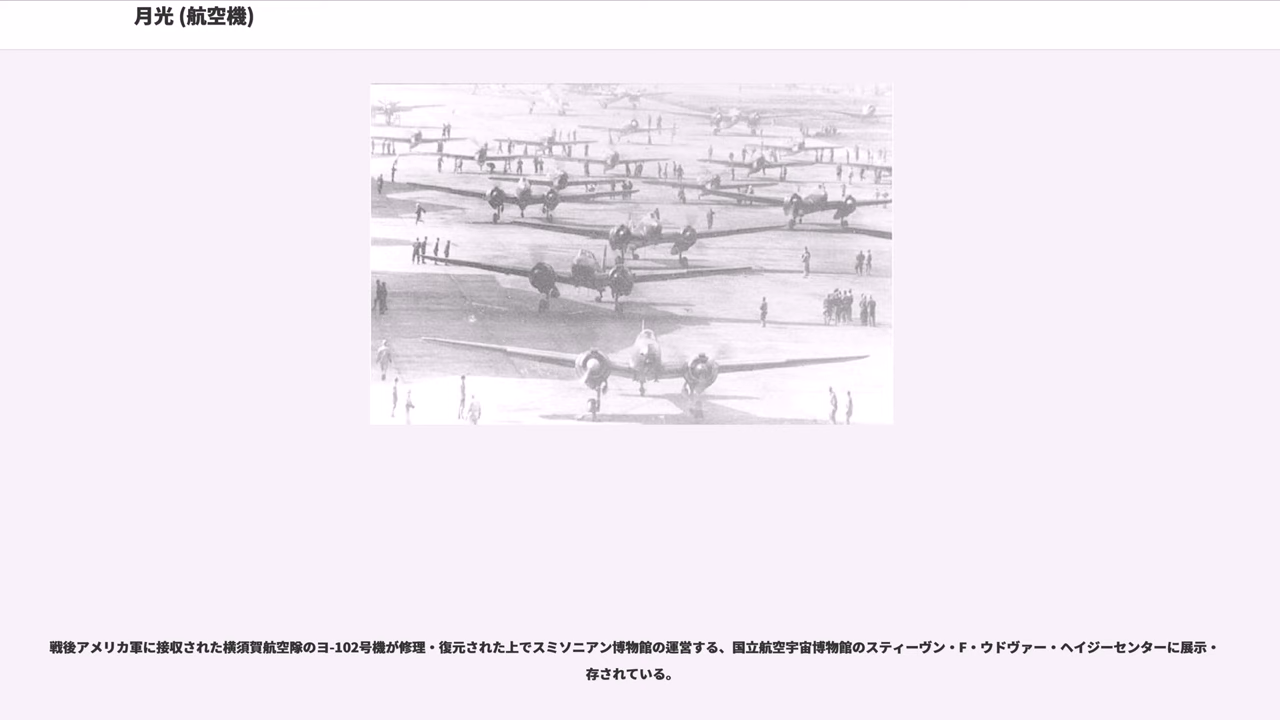 月光 (航空機)
戦後アメリカ軍に接収された横須賀航空隊のヨ-102号機が修理・復元された上でスミソニアン博物館の運営する、国立航空宇宙博物館のスティーヴン・F・ウドヴァー・ヘイジーセンターに展示・
存されている。